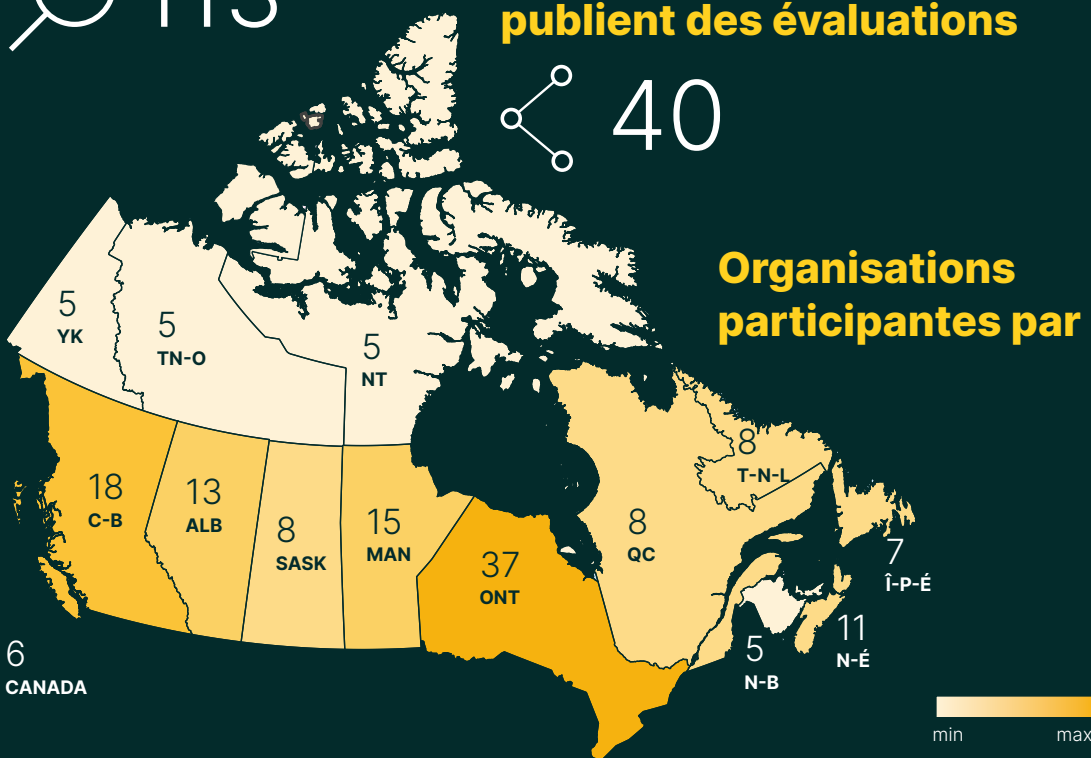 publient des évaluations
40
Organisations
participantes par
5
YK
5
TN-O
5
NT
18
C-B
13
ALB
8
SASK
15
MAN
37
ONT
8
QC
8
T-N-L
7
Î-P-É
11
N-É
5
N-B
6
CANADA
min
max